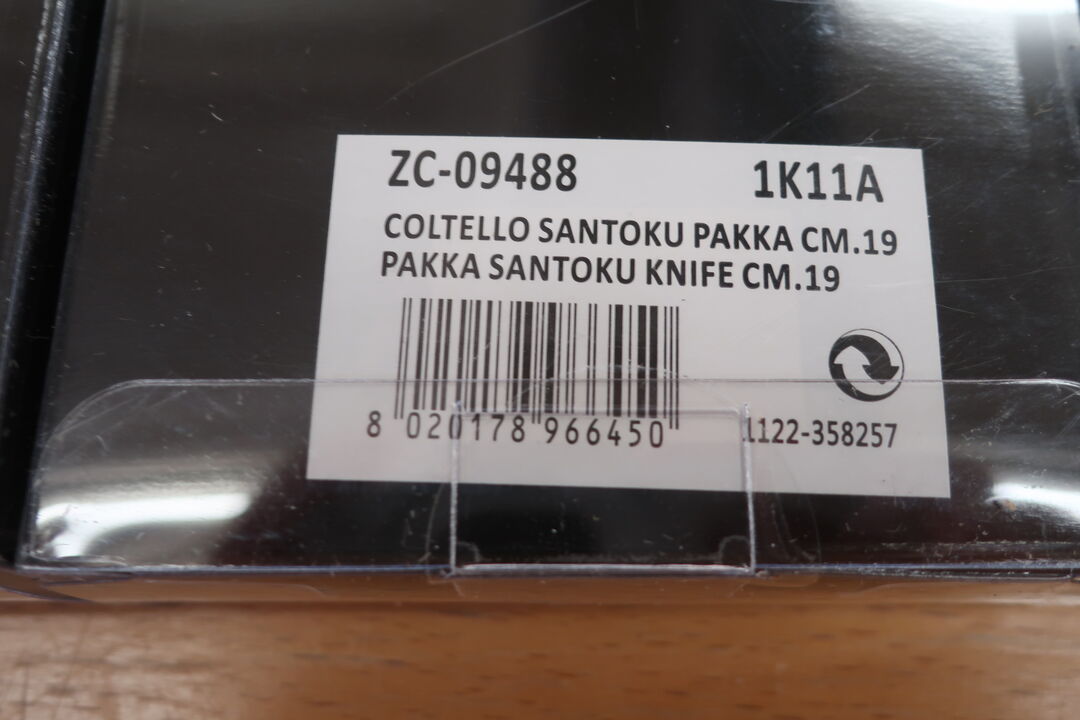 ZC-09488 1K11A
COLTELLO SANTOKU PAKKA CM.19
PAKKA SANTOKU KNIFE CM.19
8 020178 966450
1122-358257